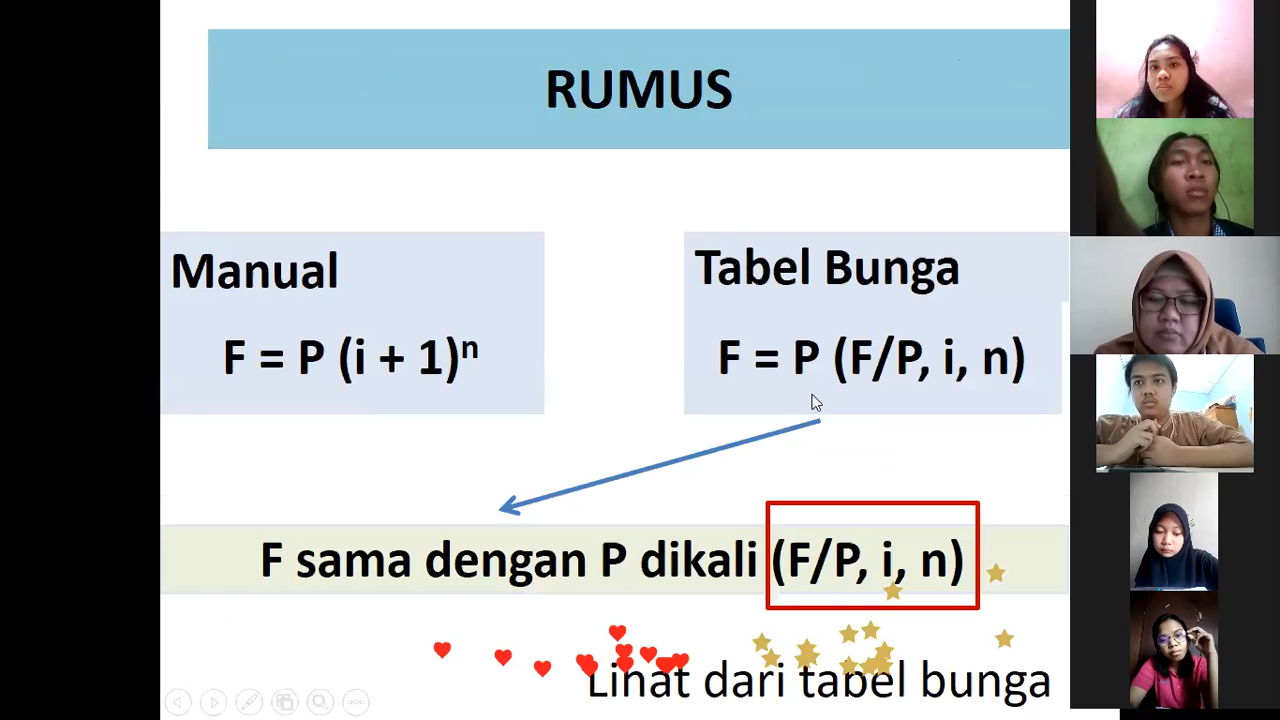 RUMUS
Manual
F = P (i + 1)ⁿ
Tabel Bunga
F = P (F/P, i, n)
F sama dengan P dikali (F/P, i, n)
Lihat dari tabel bunga